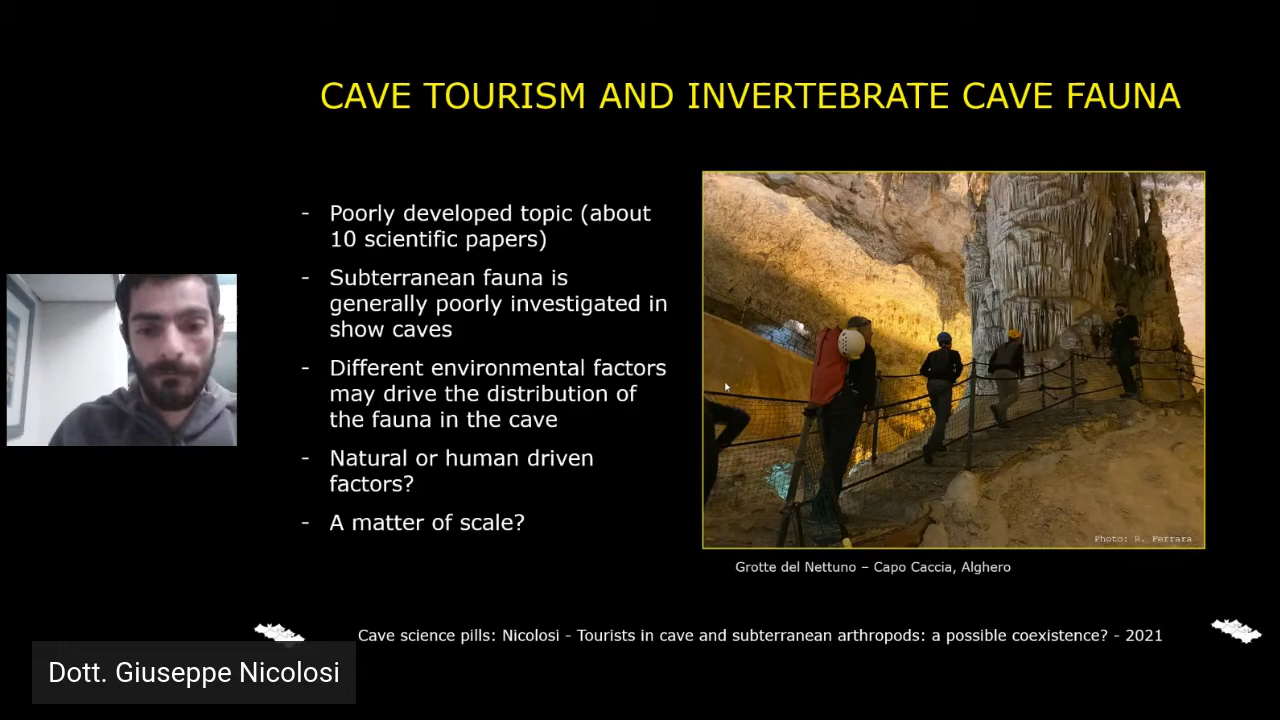 CAVE TOURISM AND INVERTEBRATE CAVE FAUNA
- Poorly developed topic (about
10 scientific papers)
- Subterranean fauna is
generally poorly investigated in
show caves
- Different environmental factors
may drive the distribution of
the fauna in the cave
- Natural or human driven
factors?
- A matter of scale?
Photo: R. Ferrara
Grotte del Nettuno – Capo Caccia, Alghero
Cave science pills: Nicolosi - Tourists in cave and subterranean arthropods: a possible coexistence? - 2021
Dott. Giuseppe Nicolosi